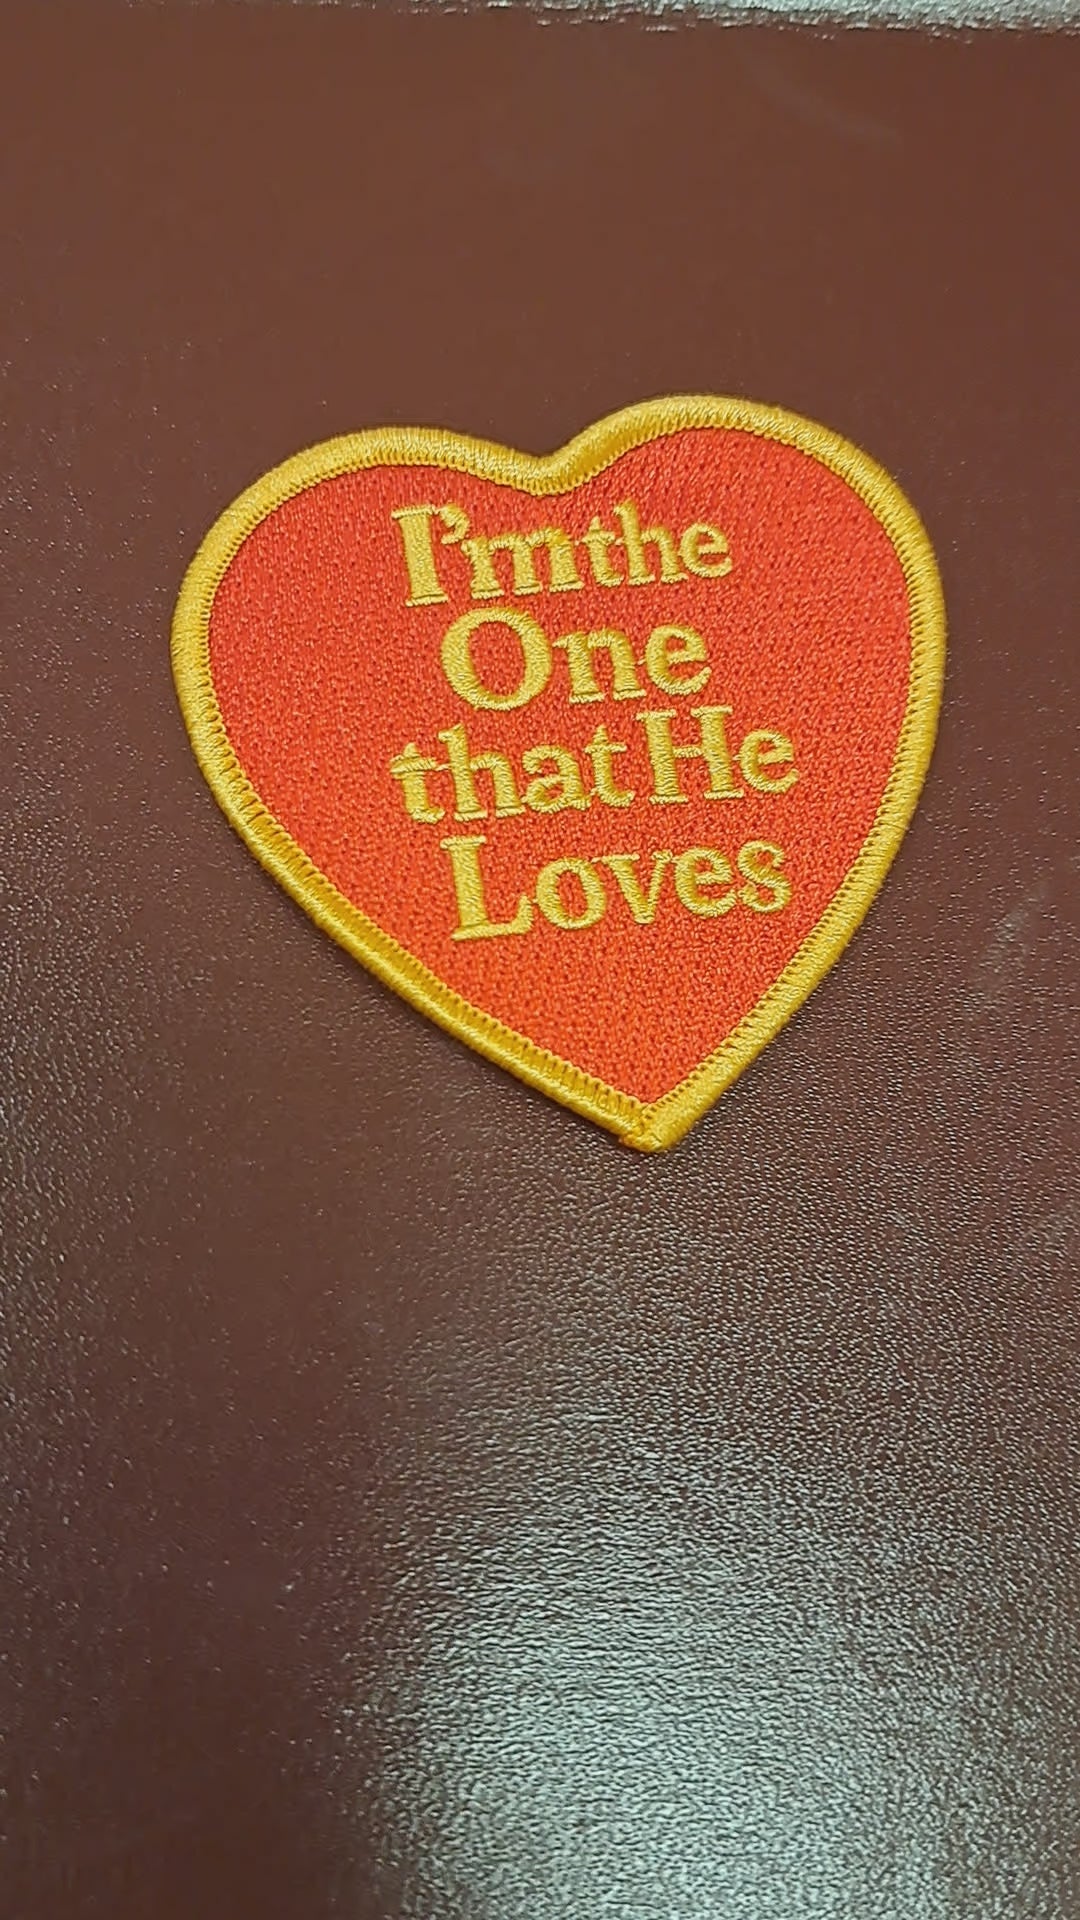 I'm the
One
that He
Loves